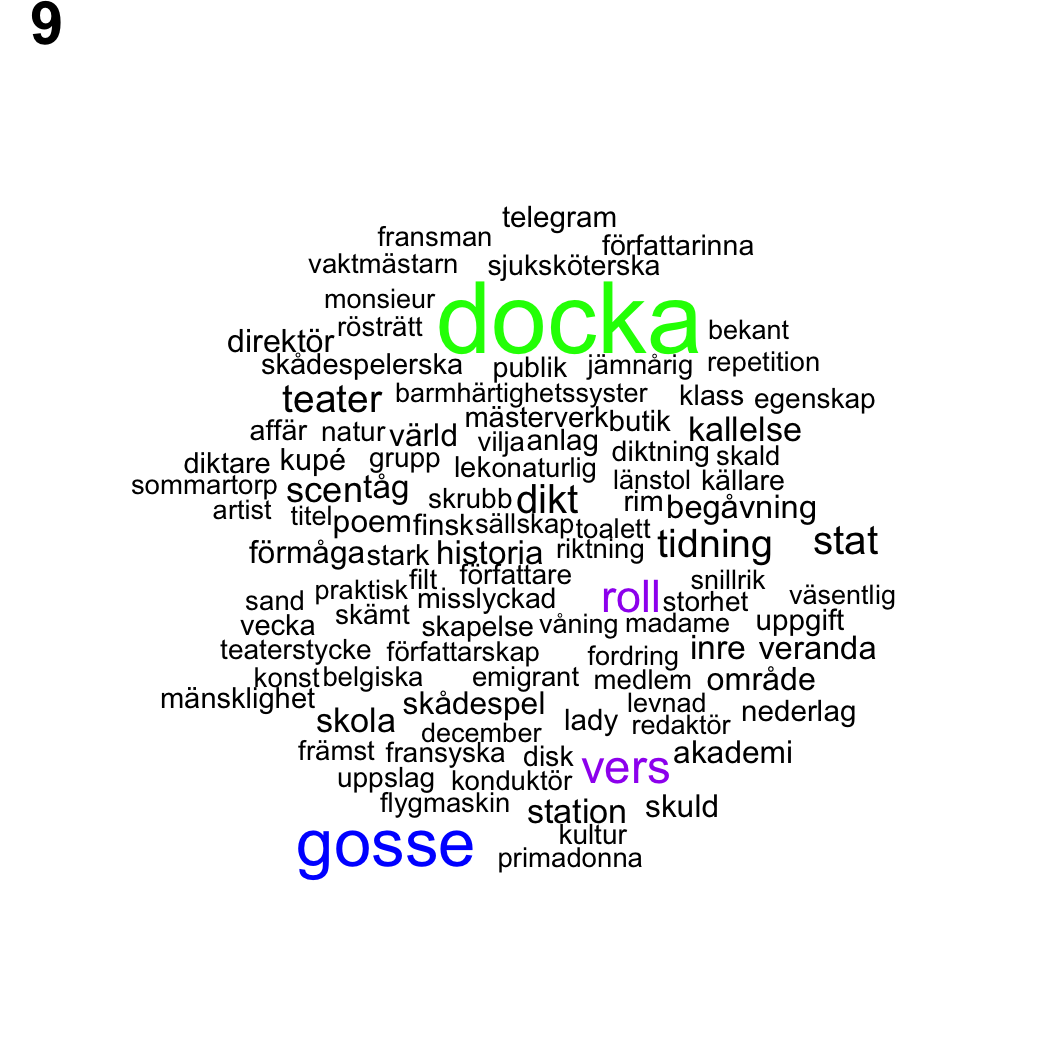 9
telegram
fransman
författarinna
vaktmästarn
sjuksköterska
monsieur
docka
rösträtt
bekant
direktör
skådespelerska
publik
jämnårig
repetition
teater
barmhärtighetssyster
klass
egenskap
mästerverk
butik
affär
natur
värld
vilja
anlag
kallelse
diktare
kupé
grupp
lekonaturlig
diktning
skald
sommartorp
scen
tåg
skrubb
dikt
länstol
källare
artist
titel
poem
finsk
sällskap
toalett
rim
begåvning
förmåga
stark
historia
riktning
tidning
stat
filt
författare
snillrik
sand
praktisk
misslyckad
roll
storhet
väsentlig
vecka
skämt
skapelse
våning
madame
uppgift
teaterstycke
författarskap
fordring
inre
veranda
konst
belgiska
emigrant
medlem
område
mänsklighet
skådespel
levnad
skola
december
lady
redaktör
nederlag
främst
fransyska
disk
vers
akademi
uppslag
konduktör
flygmaskin
station
skuld
gosse
kultur
primadonna